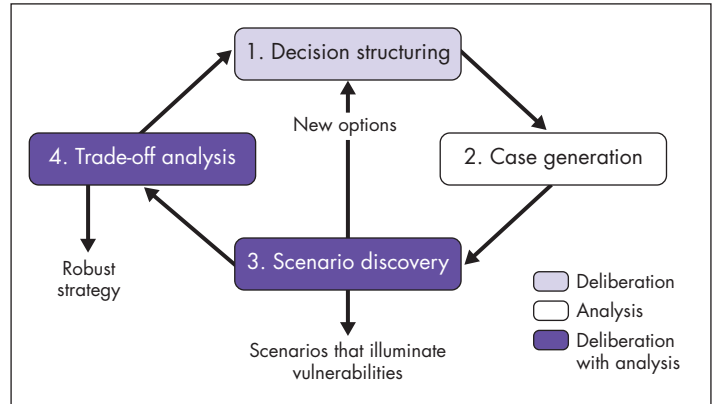 1. Decision structuring
New options
4. Trade-off analysis
2. Case generation
3. Scenario discovery
Robust
strategy
Scenarios that illuminate
vulnerabilities
Deliberation
Analysis
Deliberation
with analysis